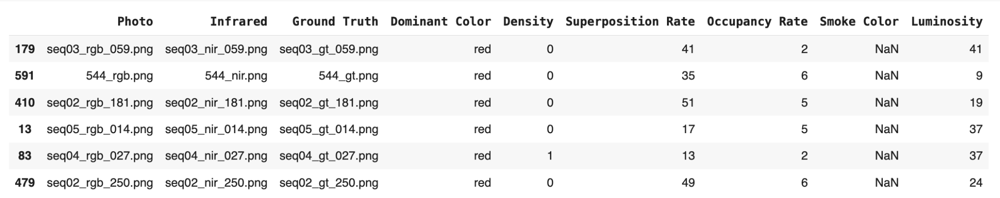 Photo Infrared Ground Truth Dominant Color Density Superposition Rate Occupancy Rate Smoke Color Luminosity
179 seq03_rgb_059.png seq03_nir_059.png seq03_gt_059.png red 0 41 2 NaN 41
591 544_rgb.png 544_nir.png 544_gt.png red 0 35 6 NaN 9
410 seq02_rgb_181.png seq02_nir_181.png seq02_gt_181.png red 0 51 5 NaN 19
13 seq05_rgb_014.png seq05_nir_014.png seq05_gt_014.png red 0 17 5 NaN 37
83 seq04_rgb_027.png seq04_nir_027.png seq04_gt_027.png red 1 13 2 NaN 37
479 seq02_rgb_250.png seq02_nir_250.png seq02_gt_250.png red 0 49 6 NaN 24